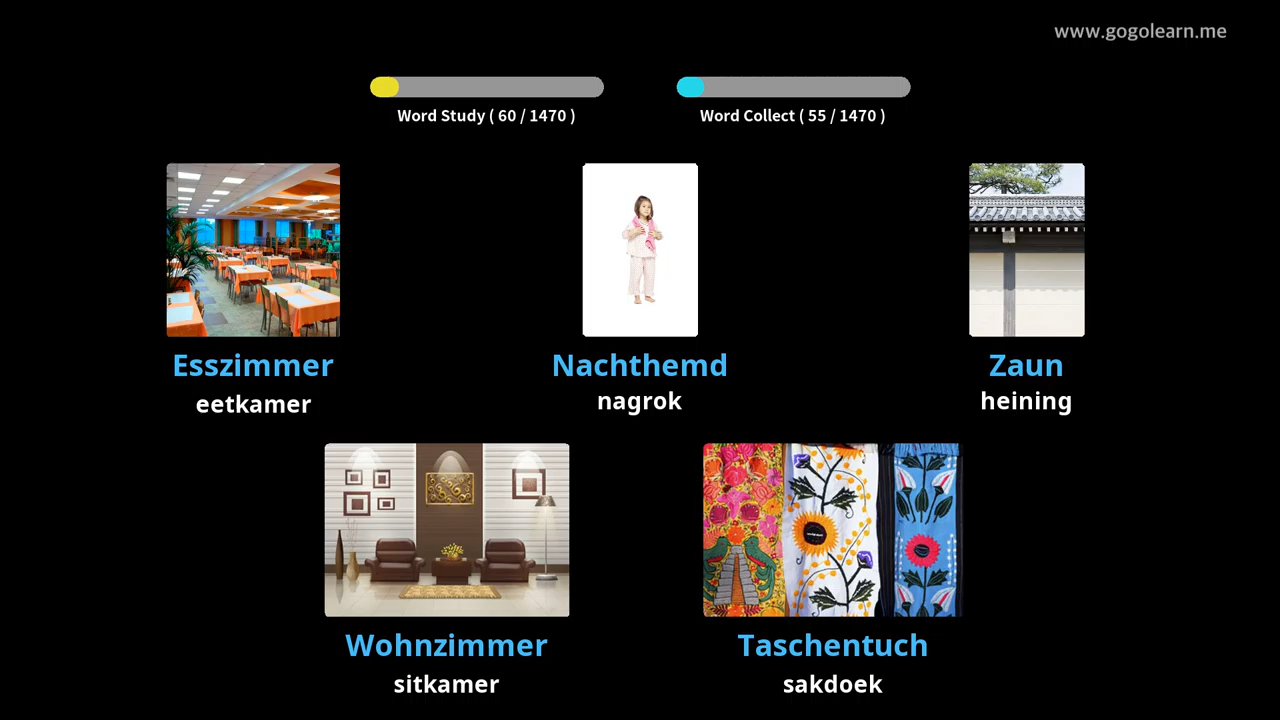 www.gogolearn.me
Word Study ( 60 / 1470 )
Word Collect ( 55 / 1470 )
Esszimmer
eetkamer
Nachthemd
nagrok
Zaun
heining
Wohnzimmer
sitkamer
Taschentuch
sakdoek